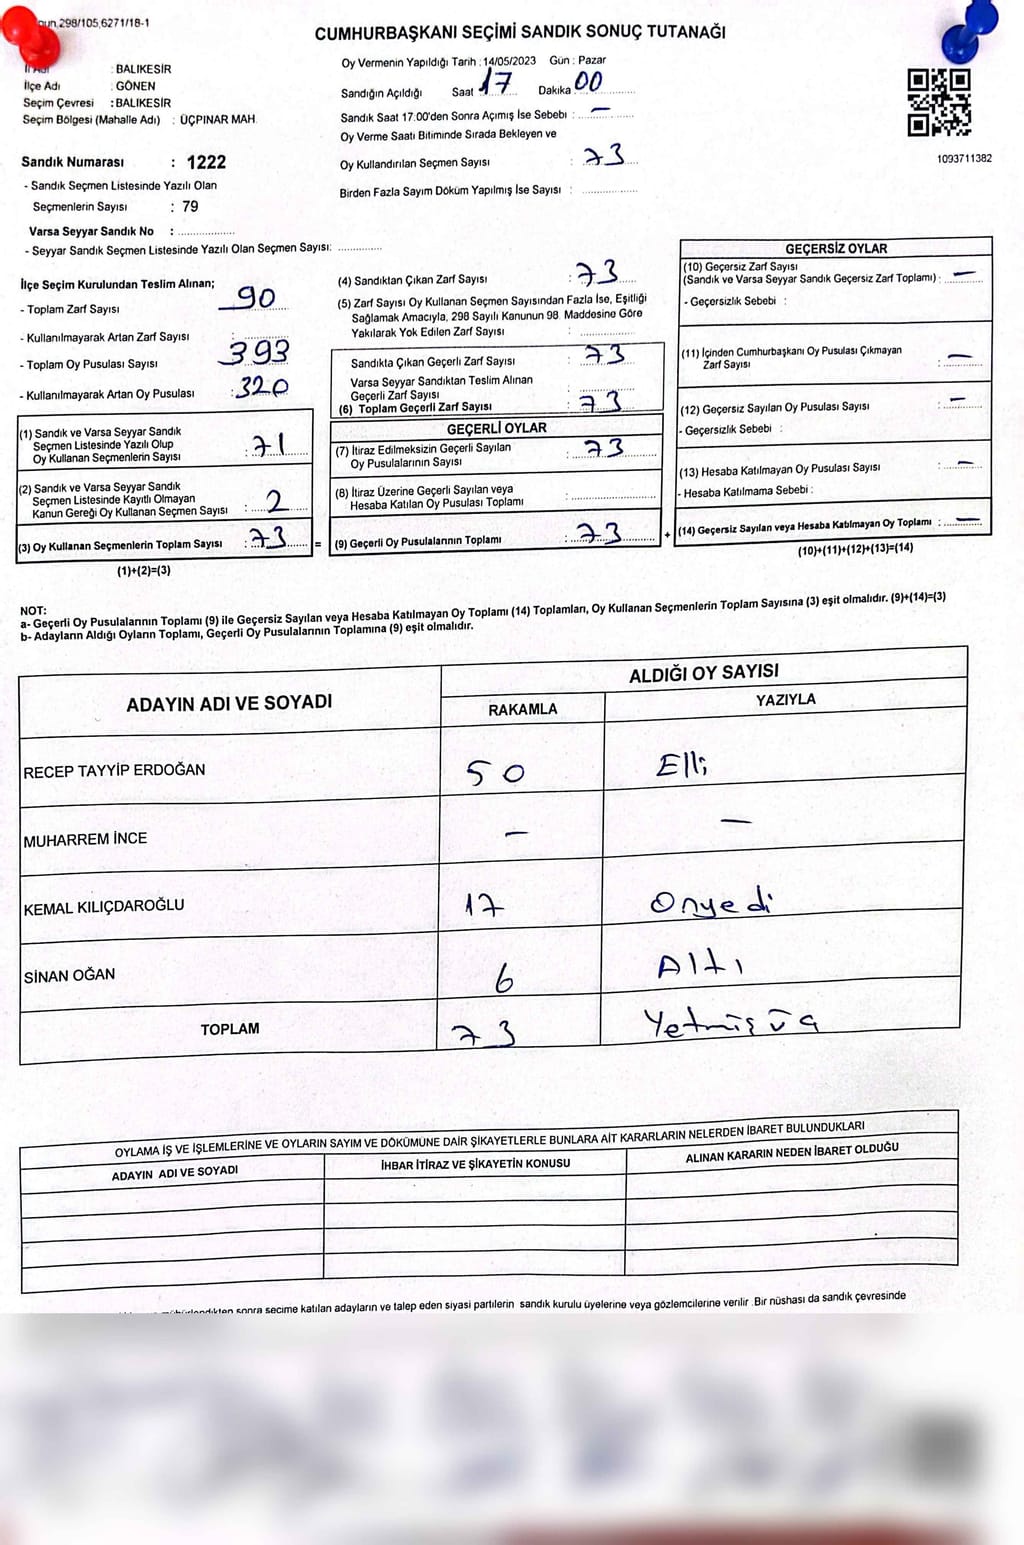 298/105,6271/18-1
CUMHURBAŞKANI SEÇİMİ SANDIK SONUÇ TUTANAĞI
İl Adı : BALIKESİR
İlçe Adı : GÖNEN
Seçim Çevresi : BALIKESİR
Seçim Bölgesi (Mahalle Adı) : ÜÇPINAR MAH.
Oy Vermenin Yapıldığı Tarih : 14/05/2023 Gün : Pazar
Sandığın Açıldığı Saat 17 Dakika 00
Sandık Saat 17:00'den Sonra Açımış İse Sebebi : —
Oy Verme Saati Bitiminde Sırada Bekleyen ve
Oy Kullandırılan Seçmen Sayısı : 73
Birden Fazla Sayım Döküm Yapılmış İse Sayısı :
1093711382
Sandık Numarası : 1222
- Sandık Seçmen Listesinde Yazılı Olan
Seçmenlerin Sayısı : 79
Varsa Seyyar Sandık No :
- Seyyar Sandık Seçmen Listesinde Yazılı Olan Seçmen Sayısı:
İlçe Seçim Kurulundan Teslim Alınan;
- Toplam Zarf Sayısı 90
- Kullanılmayarak Artan Zarf Sayısı :
- Toplam Oy Pusulası Sayısı 393
- Kullanılmayarak Artan Oy Pusulası : 320
(1) Sandık ve Varsa Seyyar Sandık
Seçmen Listesinde Yazılı Olup
Oy Kullanan Seçmenlerin Sayısı : 71
(2) Sandık ve Varsa Seyyar Sandık
Seçmen Listesinde Kayıtlı Olmayan
Kanun Gereği Oy Kullanan Seçmen Sayısı : 2
(3) Oy Kullanan Seçmenlerin Toplam Sayısı : 73 =
(1)+(2)=(3)
(4) Sandıktan Çıkan Zarf Sayısı : 73
(5) Zarf Sayısı Oy Kullanan Seçmen Sayısından Fazla İse, Eşitliği
Sağlamak Amacıyla, 298 Sayılı Kanunun 98. Maddesine Göre
Yakılarak Yok Edilen Zarf Sayısı :
Sandıkta Çıkan Geçerli Zarf Sayısı : 73
Varsa Seyyar Sandıktan Teslim Alınan
Geçerli Zarf Sayısı :
(6) Toplam Geçerli Zarf Sayısı : 73
GEÇERLİ OYLAR
(7) İtiraz Edilmeksizin Geçerli Sayılan
Oy Pusulalarının Sayısı : 73
(8) İtiraz Üzerine Geçerli Sayılan veya
Hesaba Katılan Oy Pusulası Toplamı :
(9) Geçerli Oy Pusulalarının Toplamı : 73 +
GEÇERSİZ OYLAR
(10) Geçersiz Zarf Sayısı
(Sandık ve Varsa Seyyar Sandık Geçersiz Zarf Toplamı) : —
- Geçersizlik Sebebi :
(11) İçinden Cumhurbaşkanı Oy Pusulası Çıkmayan
Zarf Sayısı : —
(12) Geçersiz Sayılan Oy Pusulası Sayısı : —
- Geçersizlik Sebebi :
(13) Hesaba Katılmayan Oy Pusulası Sayısı : —
- Hesaba Katılmama Sebebi :
(14) Geçersiz Sayılan veya Hesaba Katılmayan Oy Toplamı : —
(10)+(11)+(12)+(13)=(14)
NOT:
a- Geçerli Oy Pusulalarının Toplamı (9) ile Geçersiz Sayılan veya Hesaba Katılmayan Oy Toplamı (14) Toplamları, Oy Kullanan Seçmenlerin Toplam Sayısına (3) eşit olmalıdır. (9)+(14)=(3)
b- Adayların Aldığı Oyların Toplamı, Geçerli Oy Pusulalarının Toplamına (9) eşit olmalıdır.
ADAYIN ADI VE SOYADI
ALDIĞI OY SAYISI
RAKAMLA YAZIYLA
RECEP TAYYİP ERDOĞAN 50 Elli
MUHARREM İNCE — —
KEMAL KILIÇDAROĞLU 17 Onyedi
SİNAN OĞAN 6 Altı
TOPLAM 73 Yetmişüç
OYLAMA İŞ VE İŞLEMLERİNE VE OYLARIN SAYIM VE DÖKÜMÜNE DAİR ŞİKAYETLERLE BUNLARA AİT KARARLARIN NELERDEN İBARET BULUNDUKLARI
ADAYIN ADI VE SOYADI İHBAR İTİRAZ VE ŞİKAYETİN KONUSU ALINAN KARARIN NEDEN İBARET OLDUĞU
sonra seçime katılan adayların ve talep eden siyasi partilerin sandık kurulu üyelerine veya gözlemcilerine verilir. Bir nüshası da sandık çevresinde